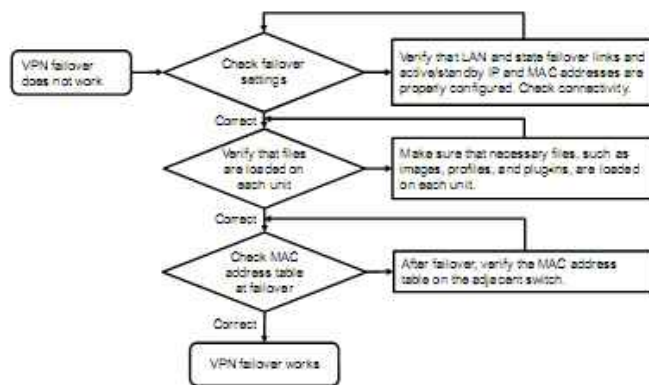 VPN failover
does not work
Check failover
settings
Verify that LAN and state failover links and
active/standby IP and MAC addresses are
properly configured. Check connectivity.
Correct
Verify that files
are loaded on
each unit
Make sure that necessary files, such as
images, profiles, and plug-ins, are loaded
on each unit.
Correct
Check MAC
address table
at failover
After failover, verify the MAC address
table on the adjacent switch.
Correct
VPN failover works